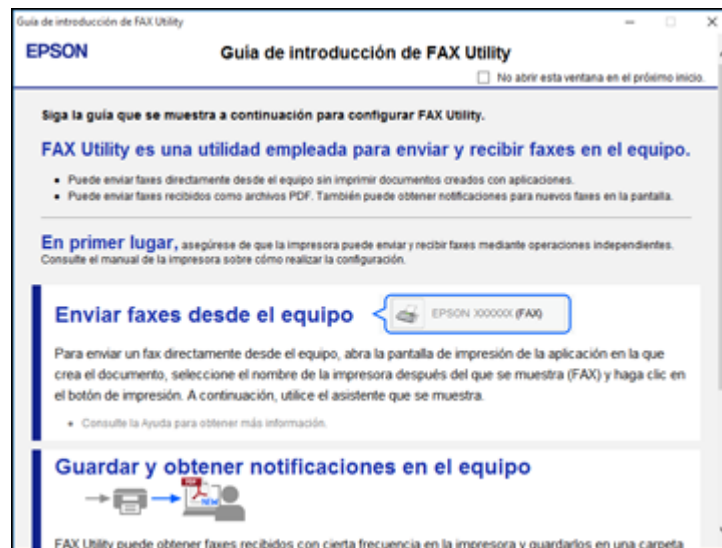 Guía de introducción de FAX Utility
EPSON
Guía de introducción de FAX Utility
No abrir esta ventana en el próximo inicio.
Siga la guía que se muestra a continuación para configurar FAX Utility.
FAX Utility es una utilidad empleada para enviar y recibir faxes en el equipo.
• Puede enviar faxes directamente desde el equipo sin imprimir documentos creados con aplicaciones.
• Puede enviar faxes recibidos como archivos PDF. También puede obtener notificaciones para nuevos faxes en la pantalla.
En primer lugar, asegúrese de que la impresora puede enviar y recibir faxes mediante operaciones independientes.
Consulte el manual de la impresora sobre cómo realizar la configuración.
Enviar faxes desde el equipo
EPSON XXXXXX (FAX)
Para enviar un fax directamente desde el equipo, abra la pantalla de impresión de la aplicación en la que
crea el documento, seleccione el nombre de la impresora después del que se muestra (FAX) y haga clic en
el botón de impresión. A continuación, utilice el asistente que se muestra.
• Consulte la Ayuda para obtener más información.
Guardar y obtener notificaciones en el equipo
PDF
NEW
FAX Utility puede obtener faxes recibidos con cierta frecuencia en la impresora y guardarlos en una carpeta